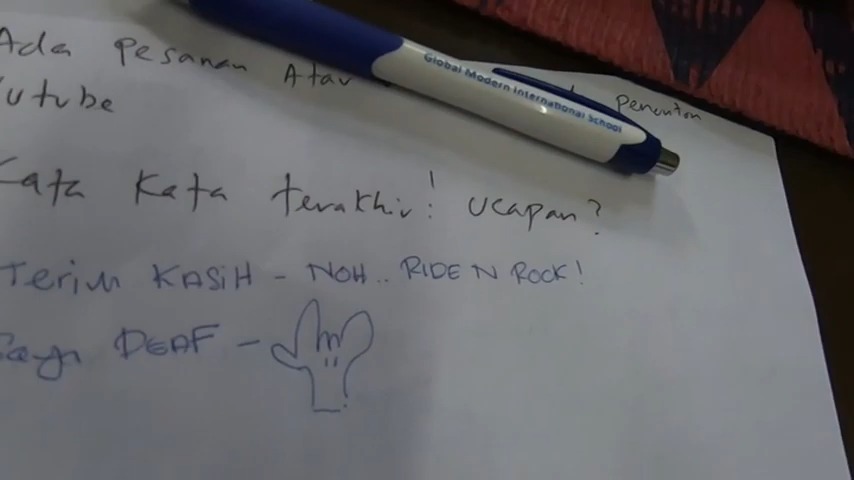 Ada pesanan Atau penonton
Yutube
Global Modern International School
Kata Kata terakhir! Ucapan?
Terim KASiH - NOH.. RIDE N ROCK!
Saya DEAF -